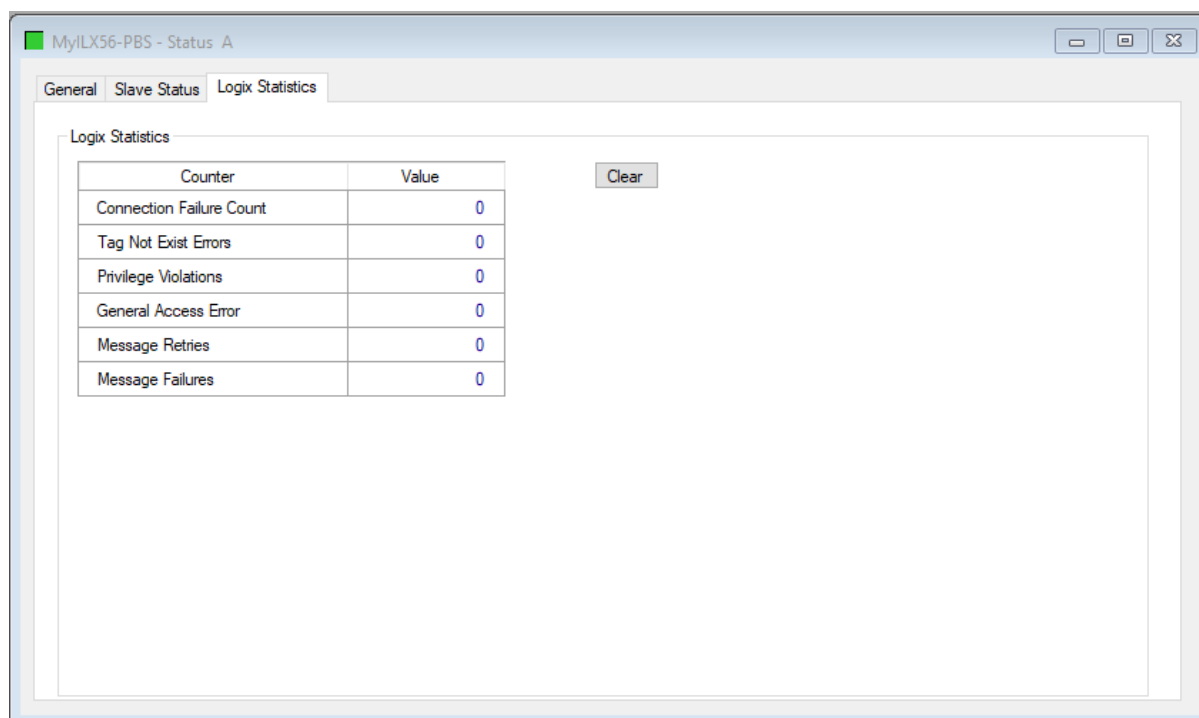 MyILX56-PBS - Status A
General Slave Status Logix Statistics
Logix Statistics
Counter Value Clear
Connection Failure Count 0
Tag Not Exist Errors 0
Privilege Violations 0
General Access Error 0
Message Retries 0
Message Failures 0